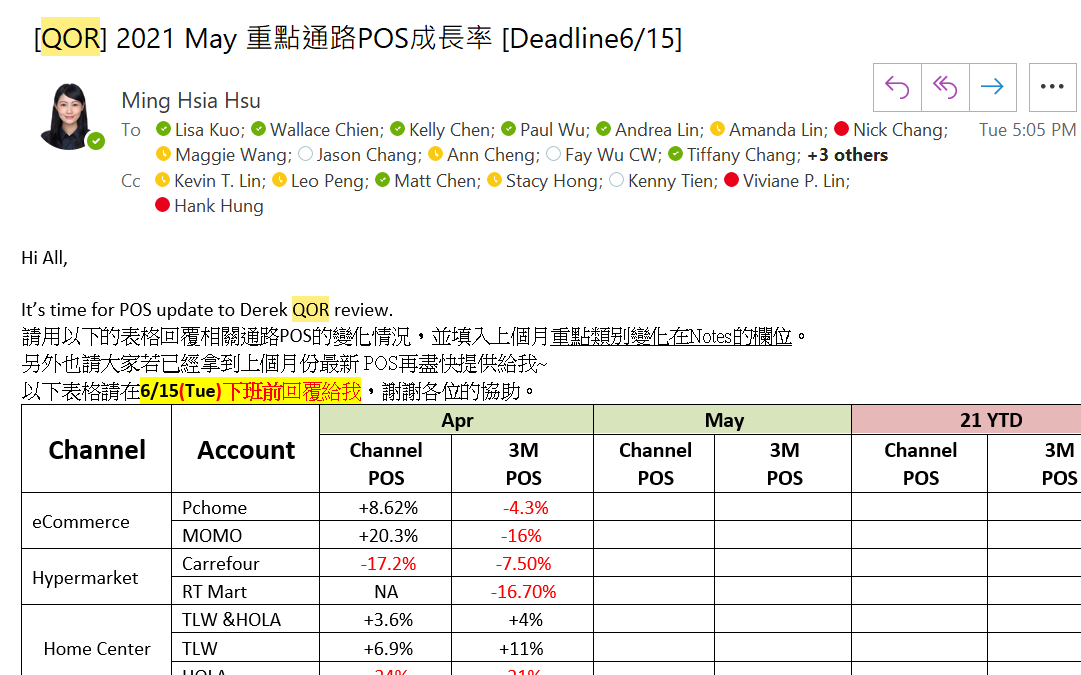 [QOR] 2021 May 重點通路POS成長率 [Deadline6/15]
Ming Hsia Hsu
To Lisa Kuo; Wallace Chien; Kelly Chen; Paul Wu; Andrea Lin; Amanda Lin; Nick Chang; Tue 5:05 PM
Maggie Wang; Jason Chang; Ann Cheng; Fay Wu CW; Tiffany Chang; +3 others
Cc Kevin T. Lin; Leo Peng; Matt Chen; Stacy Hong; Kenny Tien; Viviane P. Lin;
Hank Hung
Hi All,
It's time for POS update to Derek QOR review.
請用以下的表格回覆相關通路POS的變化情況，並填入上個月重點類別變化在Notes的欄位。
另外也請大家若已經拿到上個月份最新 POS再盡快提供給我~
以下表格請在6/15(Tue)下班前回覆給我，謝謝各位的協助。
Channel Account Apr May 21 YTD
Channel POS 3M POS Channel POS 3M POS Channel POS 3M POS
eCommerce Pchome +8.62% -4.3%
MOMO +20.3% -16%
Hypermarket Carrefour -17.2% -7.50%
RT Mart NA -16.70%
Home Center TLW &HOLA +3.6% +4%
TLW +6.9% +11%
HOLA -24% -21%